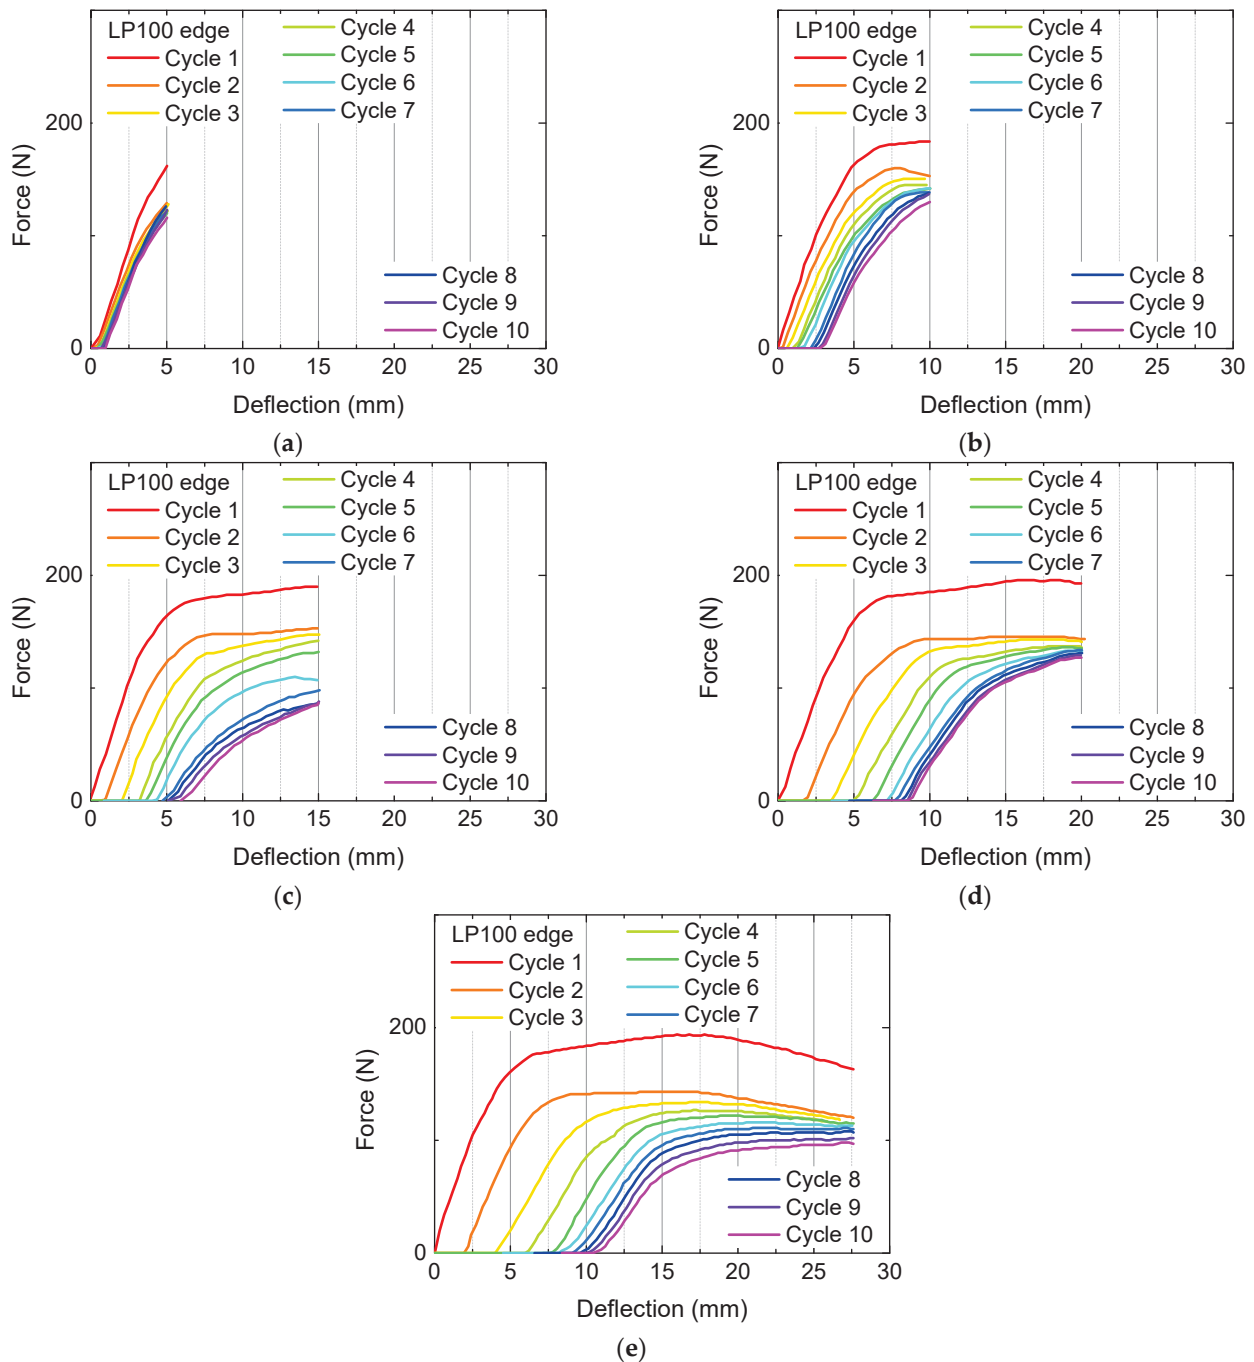 LP100 edge
Cycle 1
Cycle 2
Cycle 3
Cycle 4
Cycle 5
Cycle 6
Cycle 7
Cycle 8
Cycle 9
Cycle 10
Force (N)
200
0
0 5 10 15 20 25 30
Deflection (mm)
(a)
LP100 edge
Cycle 1
Cycle 2
Cycle 3
Cycle 4
Cycle 5
Cycle 6
Cycle 7
Cycle 8
Cycle 9
Cycle 10
Force (N)
200
0
0 5 10 15 20 25 30
Deflection (mm)
(b)
LP100 edge
Cycle 1
Cycle 2
Cycle 3
Cycle 4
Cycle 5
Cycle 6
Cycle 7
Cycle 8
Cycle 9
Cycle 10
Force (N)
200
0
0 5 10 15 20 25 30
Deflection (mm)
(c)
LP100 edge
Cycle 1
Cycle 2
Cycle 3
Cycle 4
Cycle 5
Cycle 6
Cycle 7
Cycle 8
Cycle 9
Cycle 10
Force (N)
200
0
0 5 10 15 20 25 30
Deflection (mm)
(d)
LP100 edge
Cycle 1
Cycle 2
Cycle 3
Cycle 4
Cycle 5
Cycle 6
Cycle 7
Cycle 8
Cycle 9
Cycle 10
Force (N)
200
0
0 5 10 15 20 25 30
Deflection (mm)
(e)